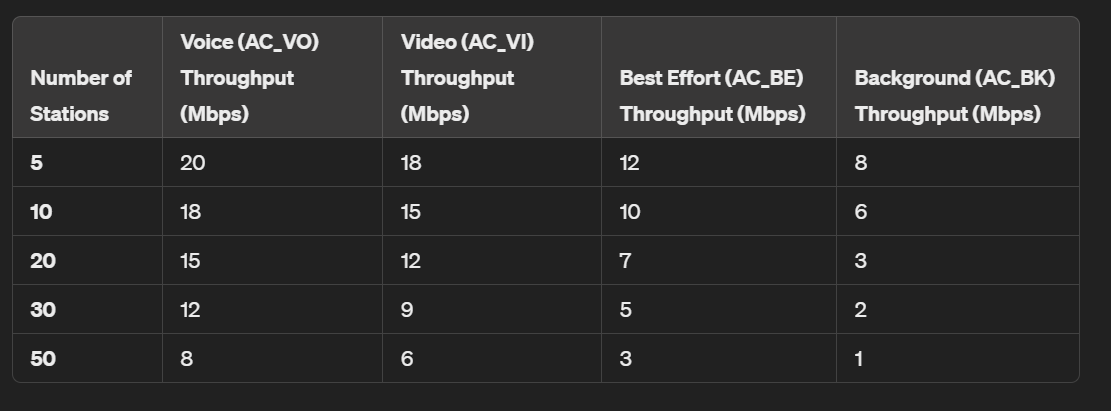 Number of Stations Voice (AC_VO) Throughput (Mbps) Video (AC_VI) Throughput (Mbps) Best Effort (AC_BE) Throughput (Mbps) Background (AC_BK) Throughput (Mbps)
5 20 18 12 8
10 18 15 10 6
20 15 12 7 3
30 12 9 5 2
50 8 6 3 1